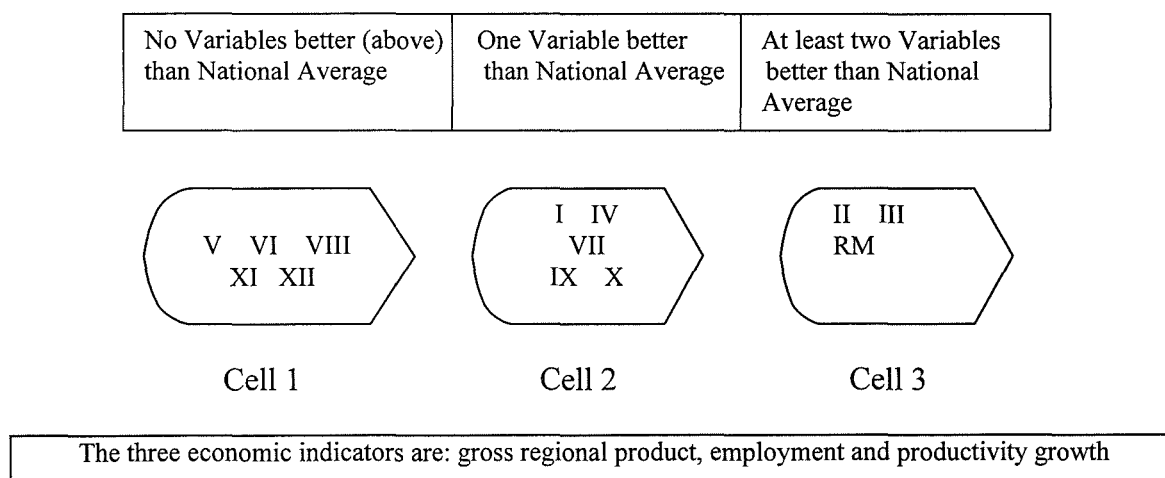 No Variables better (above)
than National Average
One Variable better
than National Average
At least two Variables
better than National
Average
V VI VIII
XI XII
I IV
VII
IX X
II III
RM
Cell 1
Cell 2
Cell 3
The three economic indicators are: gross regional product, employment and productivity growth